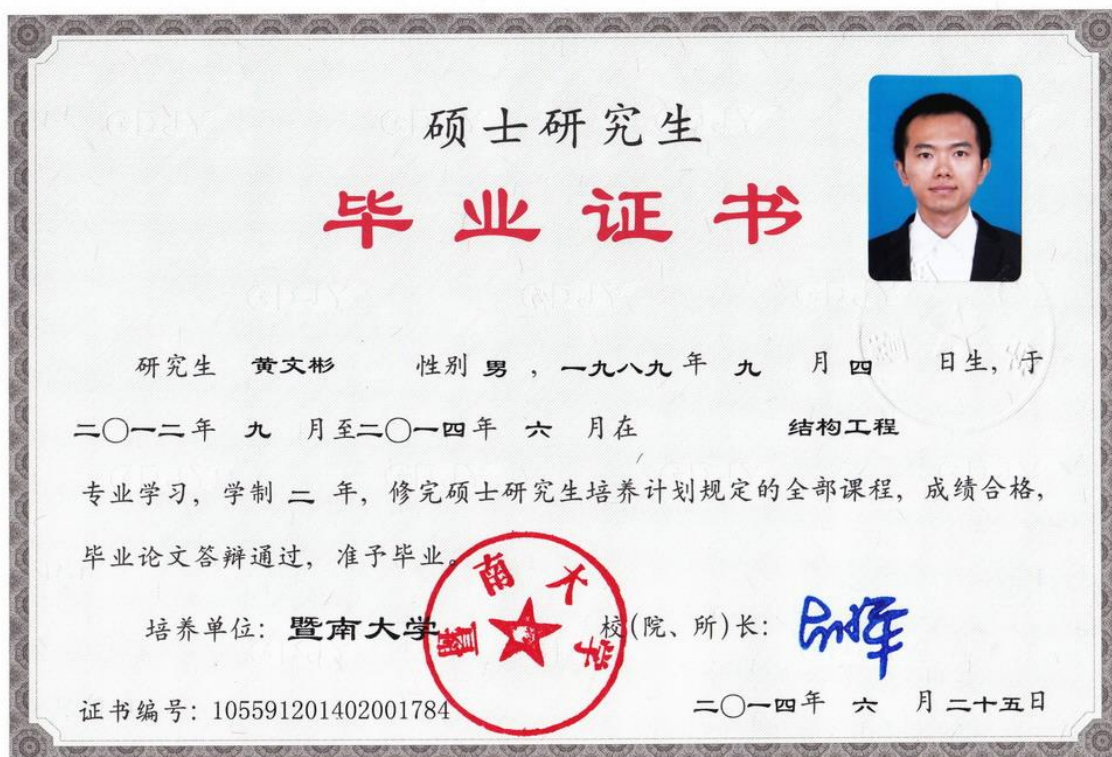 硕士研究生
毕业证书
研究生 黄文彬 性别 男 ，一九八九 年 九 月 四 日生，于
二〇一二 年 九 月至二〇一四 年 六 月在 结构工程
专业学习，学制 二 年，修完硕士研究生培养计划规定的全部课程，成绩合格，
毕业论文答辩通过，准予毕业。
培养单位：暨南大学
暨南大学
校(院、所)长：
证书编号：105591201402001784
二〇一四 年 六 月 二十五日